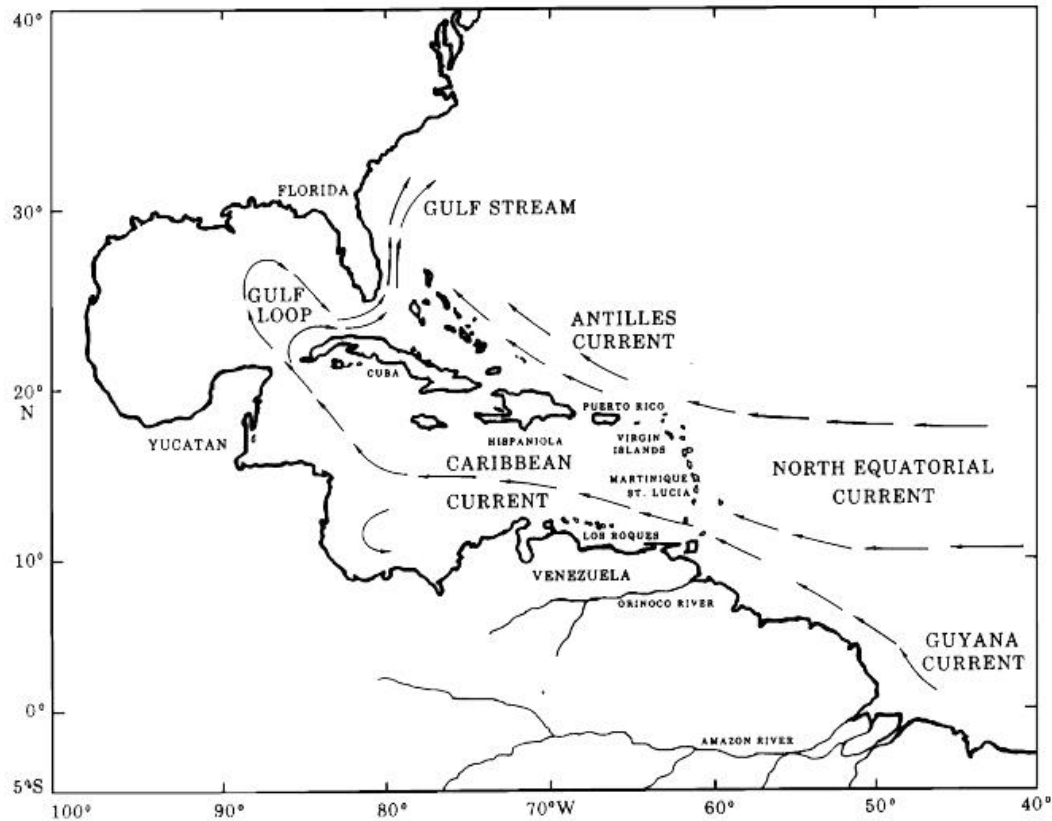 40°
FLORIDA
30°
GULF STREAM
GULF
LOOP
ANTILLES
CURRENT
CUBA
20°
N
PUERTO RICO
YUCATAN
HISPANIOLA
VIRGIN
ISLANDS
CARIBBEAN
CURRENT
MARTINIQUE
ST. LUCIA
NORTH EQUATORIAL
CURRENT
LOS ROQUES
10°
VENEZUELA
ORINOCO RIVER
GUYANA
CURRENT
0°
AMAZON RIVER
5°S
100° 90° 80° 70°W 60° 50° 40°